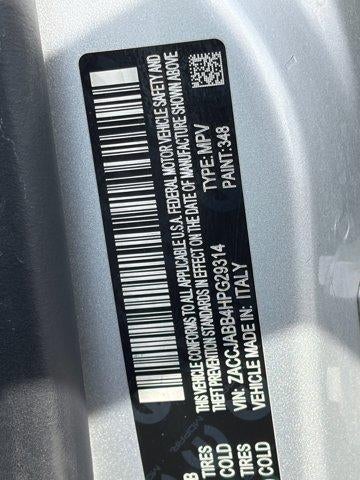 THIS VEHICLE CONFORMS TO ALL APPLICABLE U.S.A. FEDERAL MOTOR VEHICLE SAFETY AND
THEFT PREVENTION STANDARDS IN EFFECT ON THE DATE OF MANUFACTURE SHOWN ABOVE
VIN: ZACCJABB4HPG29314 TYPE: MPV
VEHICLE MADE IN: ITALY PAINT: 348
MOPAR
B
TIRES
COLD
TIRES
COLD